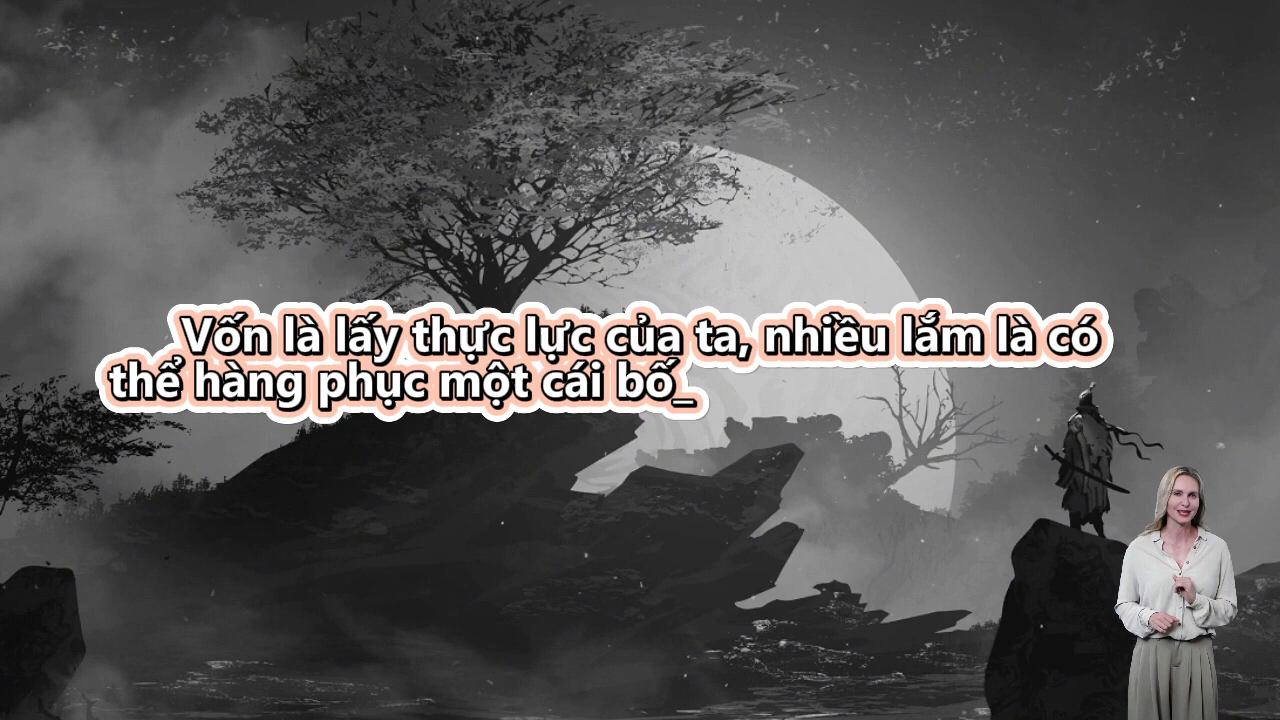 Vốn là lấy thực lực của ta, nhiều lắm là có
thể hàng phục một cái bố_